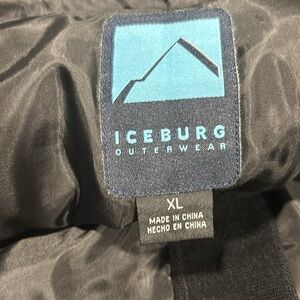 ICEBURG
OUTERWEAR
XL
MADE IN CHINA
HECHO EN CHINA